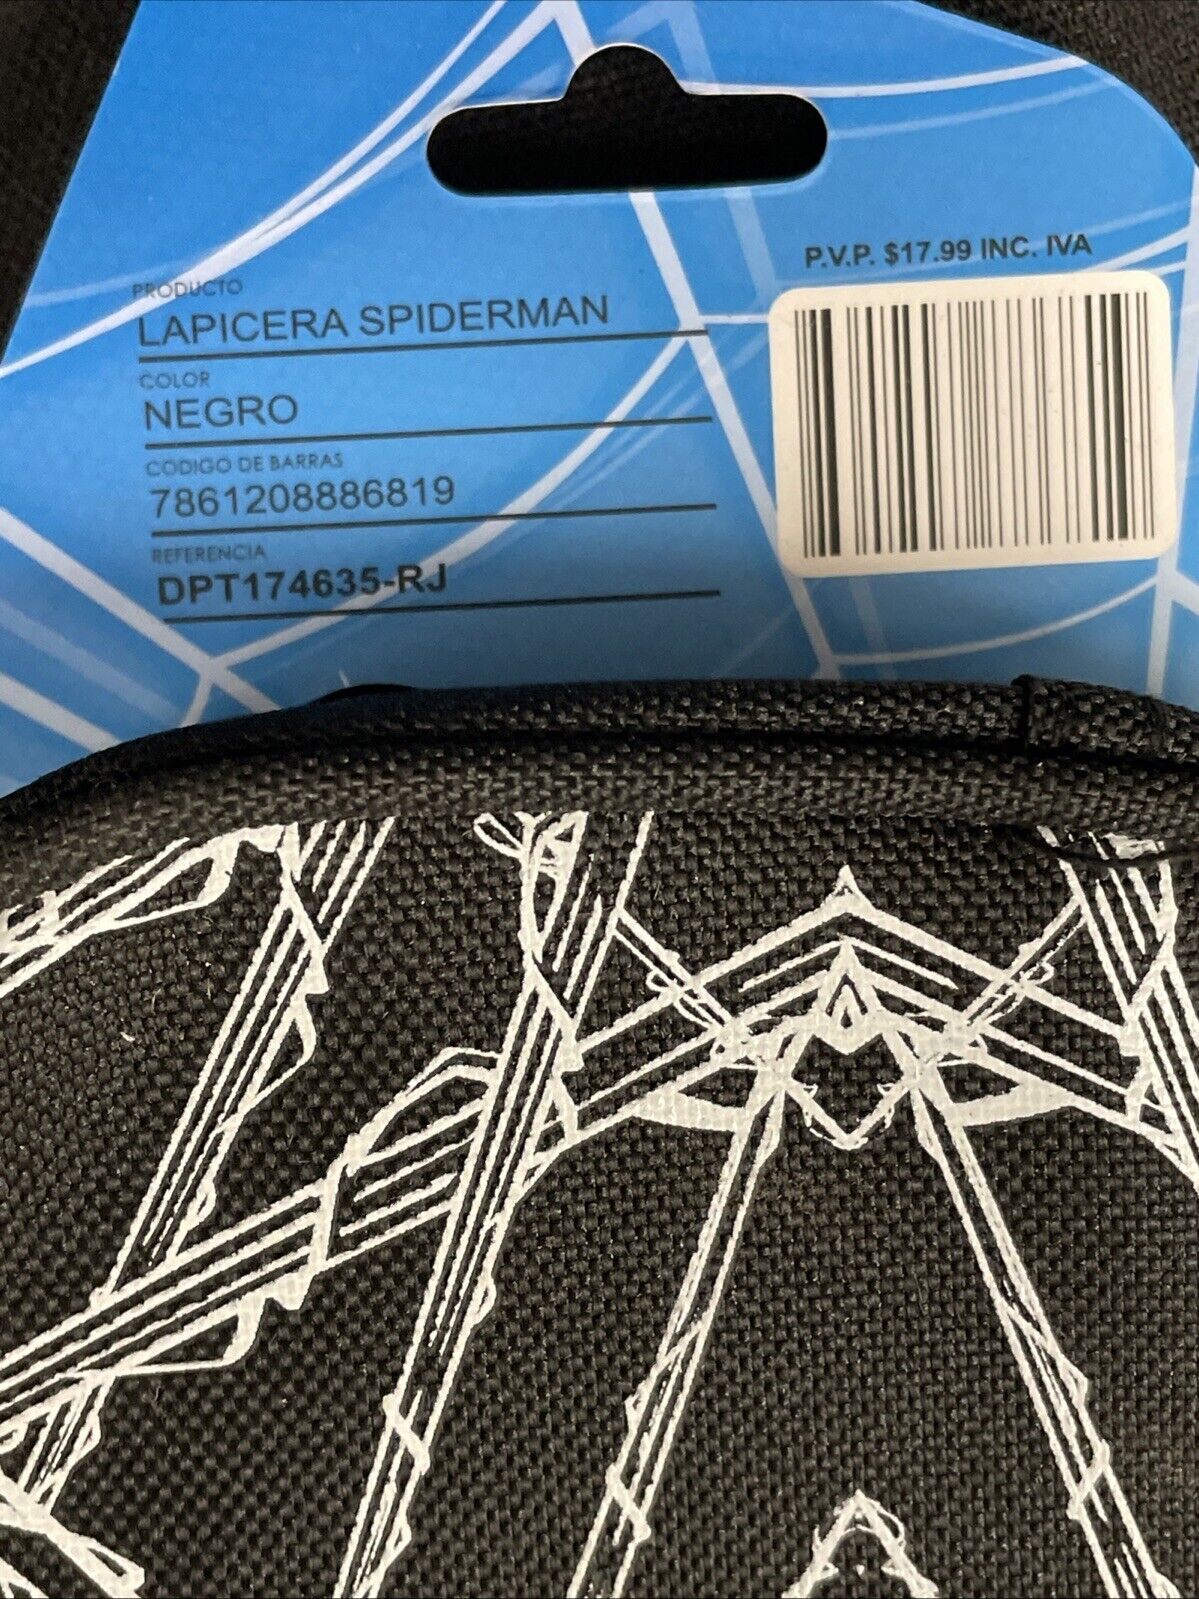 P.V.P. $17.99 INC. IVA
PRODUCTO
LAPICERA SPIDERMAN
COLOR
NEGRO
CODIGO DE BARRAS
7861208886819
REFERENCIA
DPT174635-RJ